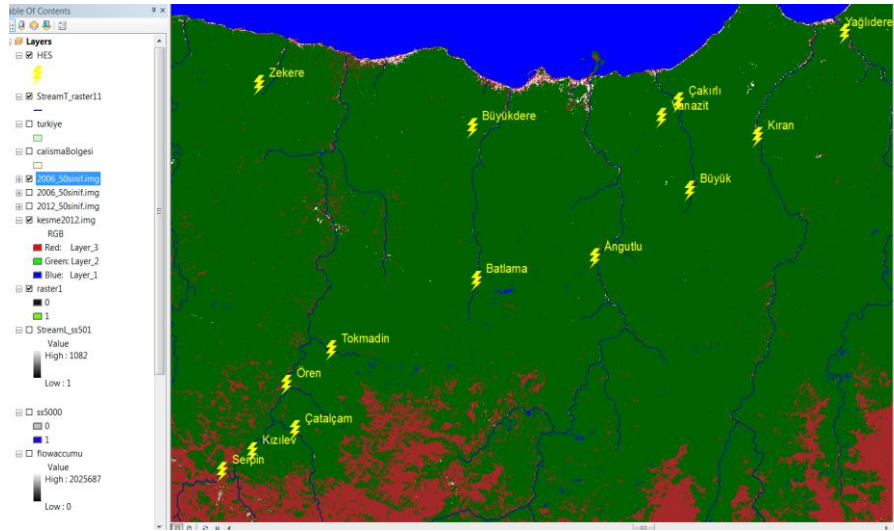 Table Of Contents
Layers
HES
StreamT_raster11
turkiye
calismaBolgesi
2006_50sinif.img
2006_50sinif.img
2012_50sinif.img
kesme2012.img
RGB
Red: Layer_3
Green: Layer_2
Blue: Layer_1
raster1
0
1
StreamL_ss501
Value
High : 1082
Low : 1
ss5000
0
1
flowaccumu
Value
High : 2025687
Low : 0
Yağlıdere
Zekere
Çakırlı
Yanazit
Büyükdere
Kıran
Büyük
Angutlu
Batlama
Tokmadin
Ören
Çatalçam
Kızılev
Serpin